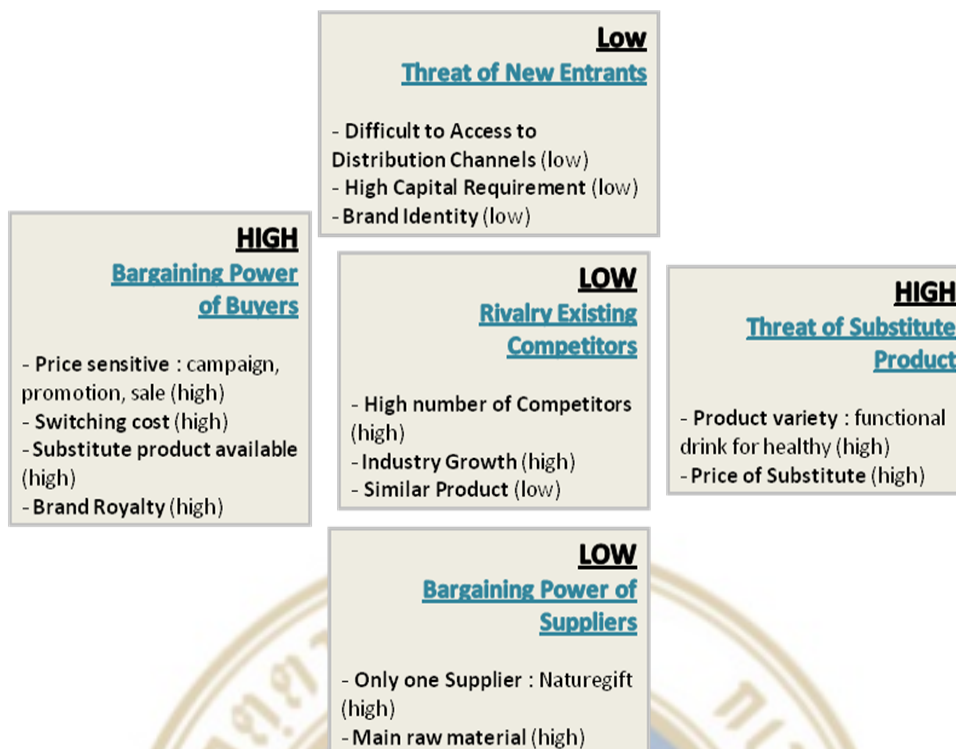 Low
Threat of New Entrants
- Difficult to Access to
Distribution Channels (low)
- High Capital Requirement (low)
- Brand Identity (low)
HIGH
Bargaining Power
of Buyers
- Price sensitive : campaign,
promotion, sale (high)
- Switching cost (high)
- Substitute product available
(high)
- Brand Royalty (high)
LOW
Rivalry Existing
Competitors
- High number of Competitors
(high)
- Industry Growth (high)
- Similar Product (low)
HIGH
Threat of Substitute
Product
- Product variety : functional
drink for healthy (high)
- Price of Substitute (high)
LOW
Bargaining Power of
Suppliers
- Only one Supplier : Naturegift
(high)
- Main raw material (high)